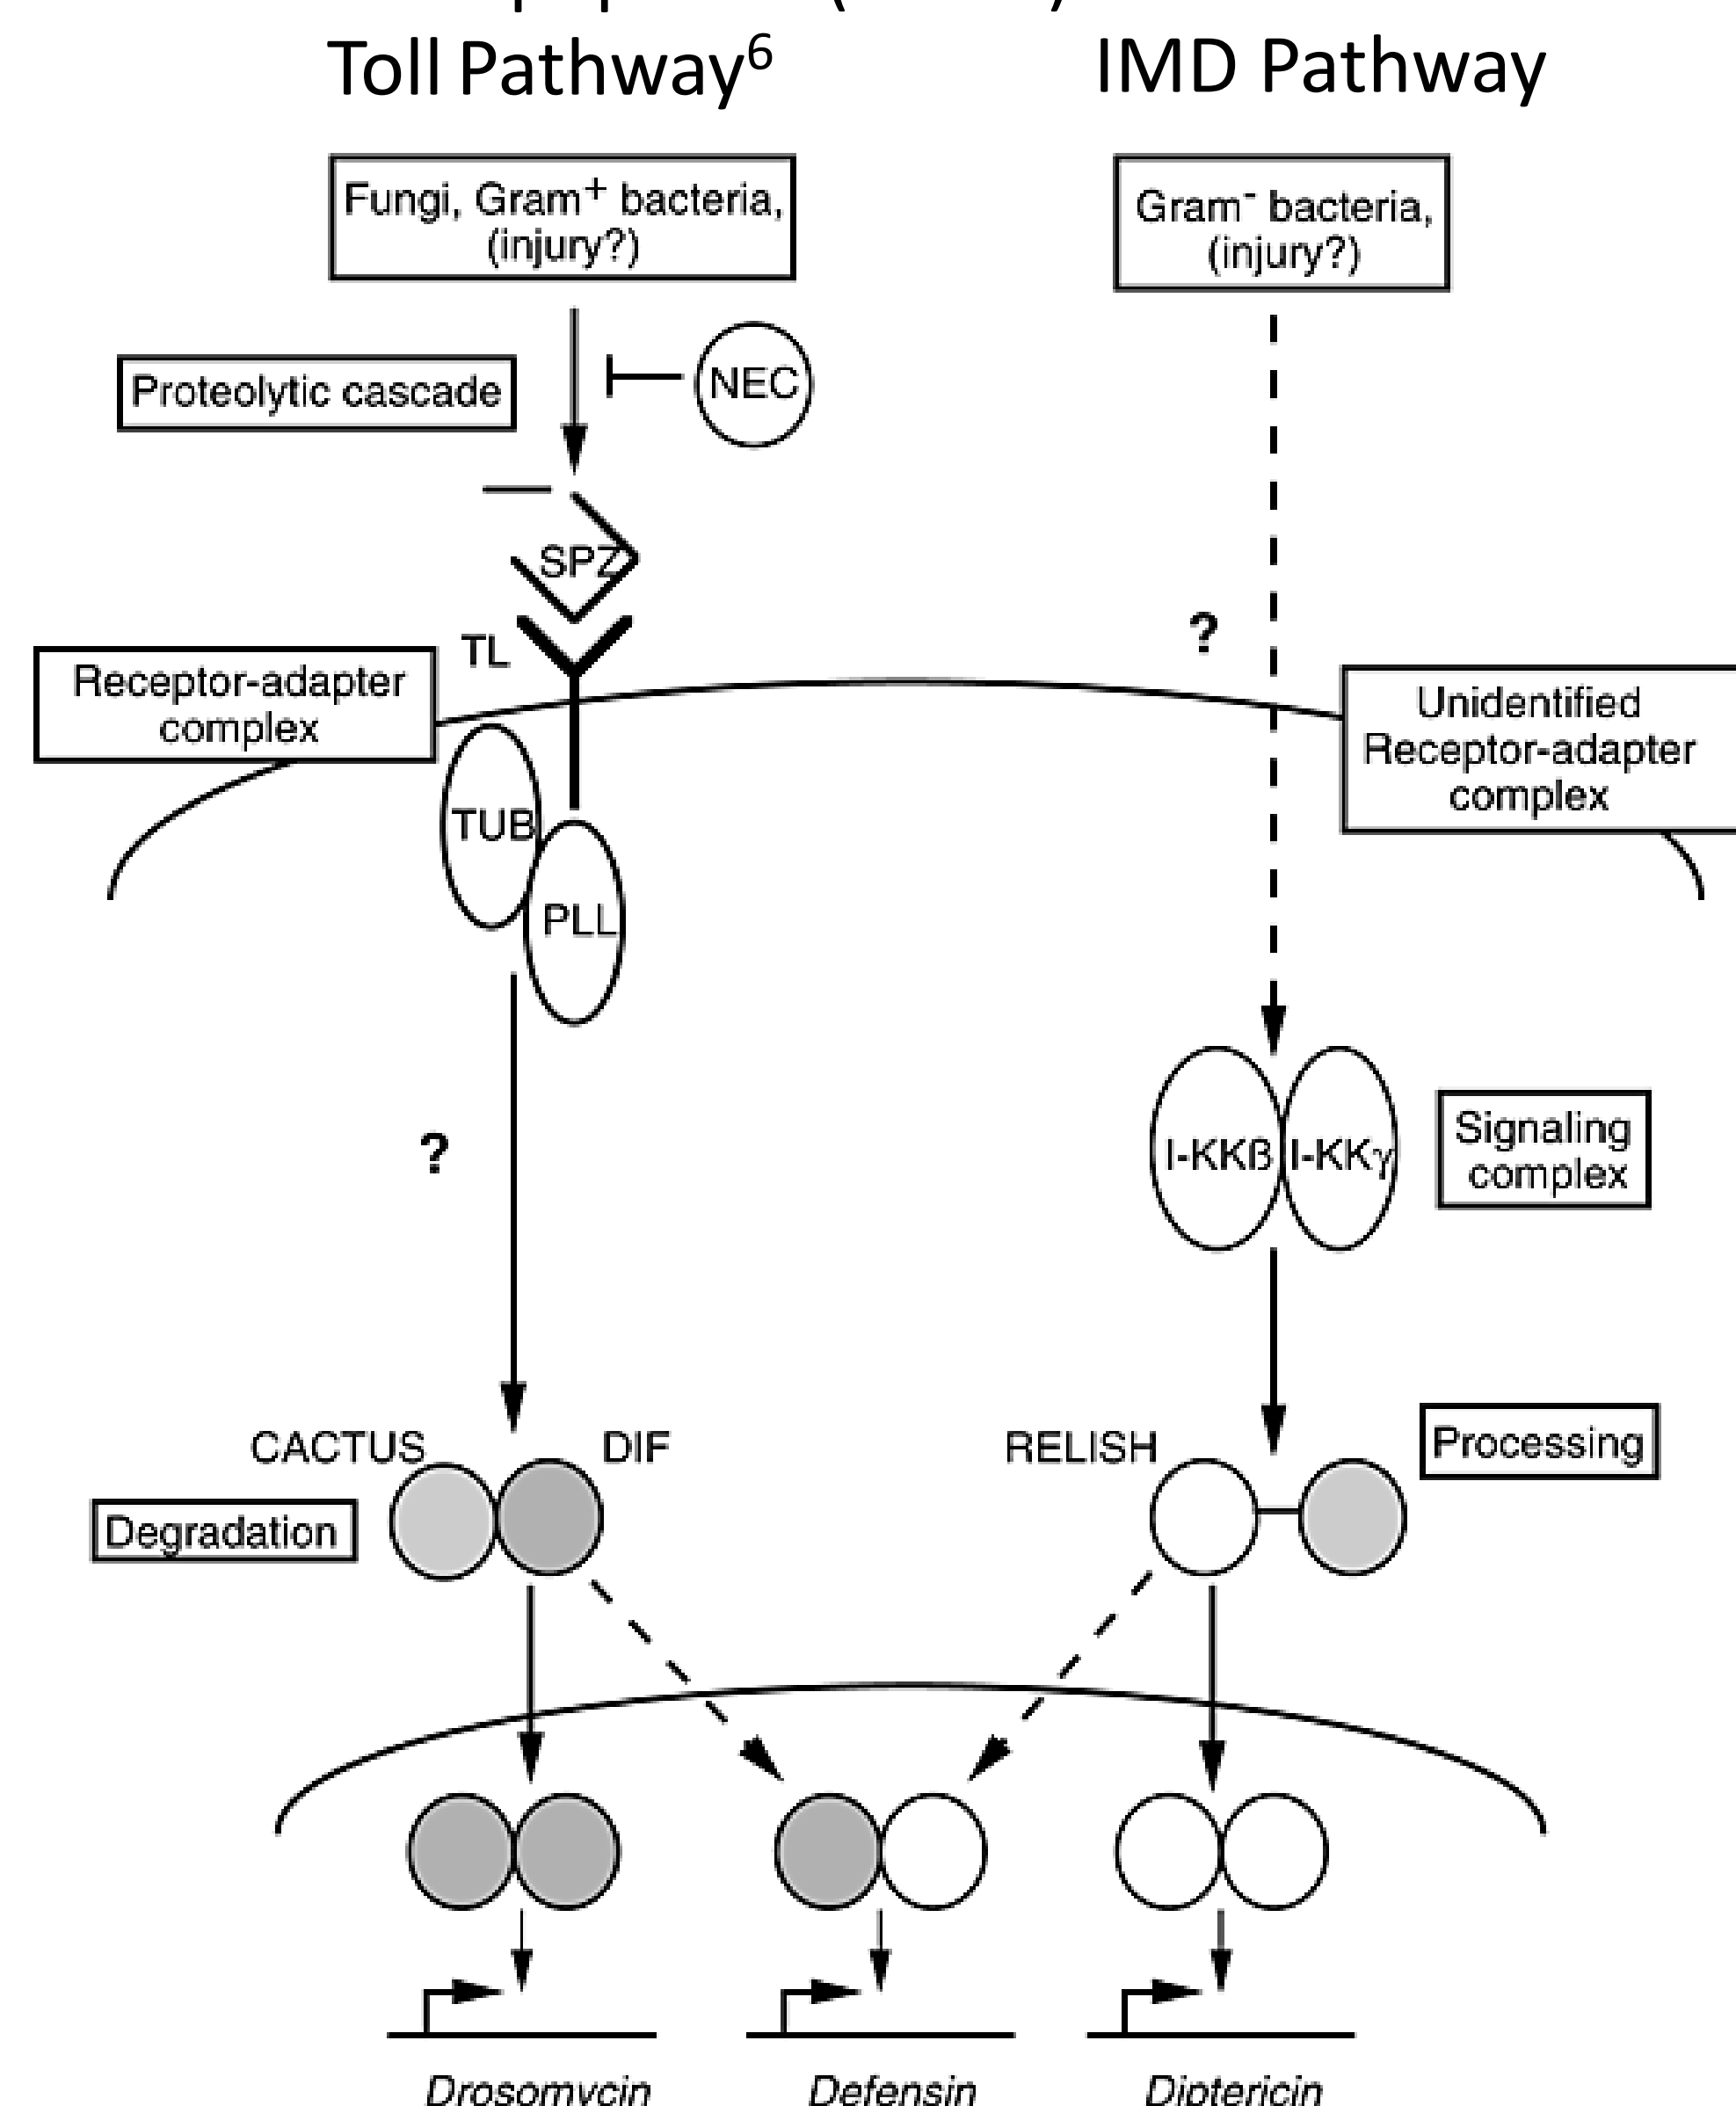 Toll Pathway⁶
IMD Pathway
Fungi, Gram⁺ bacteria,
(injury?)
Gram⁻ bacteria,
(injury?)
Proteolytic cascade
NEC
SPZ
TL
?
Receptor-adapter
complex
Unidentified
Receptor-adapter
complex
TUB
PLL
?
I-KKß
I-KKγ
Signaling
complex
CACTUS
DIF
RELISH
Processing
Degradation
Drosomycin
Defensin
Diptericin